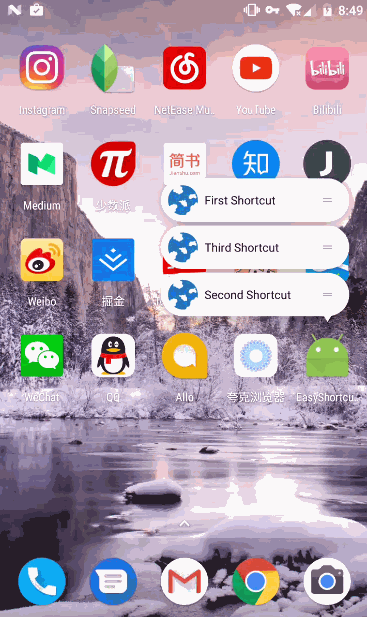 8:49
Instagram
Snapseed
NetEase Mu..
YouTube
Bilibili
bilibili
简书
Jianshu.com
知
J
Medium
少数派
First Shortcut
Third Shortcut
Second Shortcut
Weibo
掘金
WeChat
QQ
Allo
夸克浏览器
EasyShortcu..